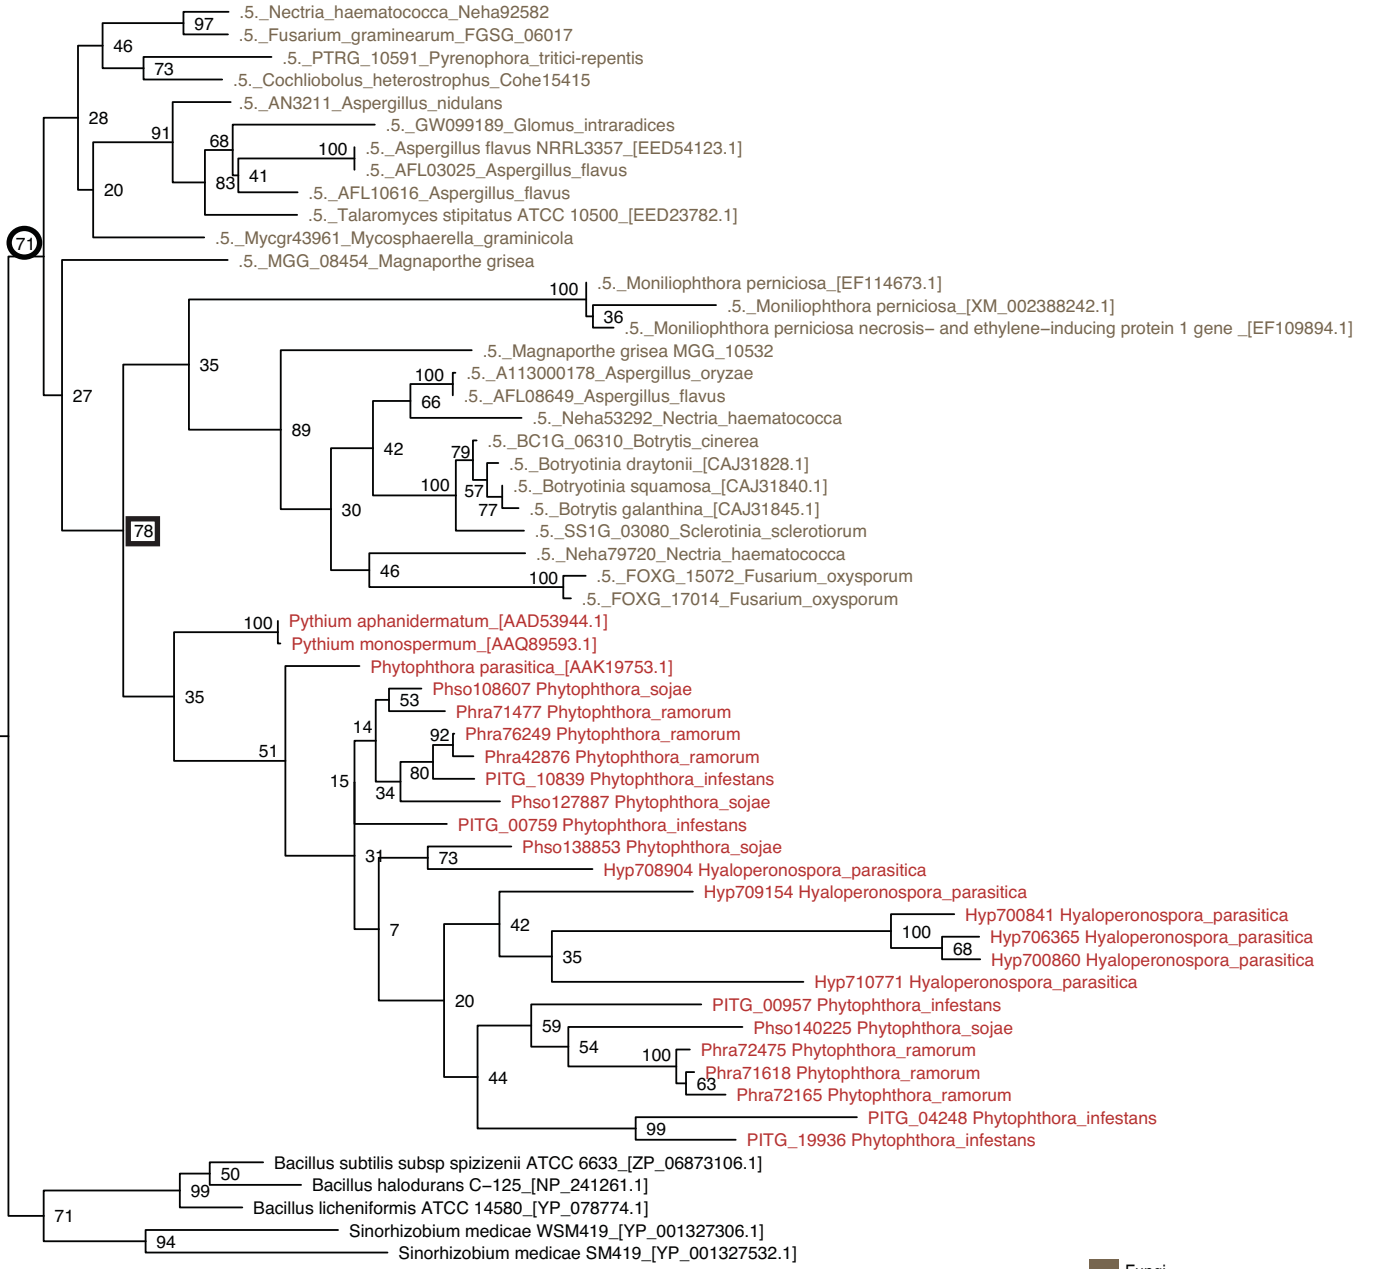 .5._Nectria_haematococca_Neha92582
97
.5._Fusarium_graminearum_FGSG_06017
46
.5._PTRG_10591_Pyrenophora_tritici-repentis
73
.5._Cochliobolus_heterostrophus_Cohe15415
.5._AN3211_Aspergillus_nidulans
28
.5._GW099189_Glomus_intraradices
91
68
100
.5._Aspergillus flavus NRRL3357_[EED54123.1]
.5._AFL03025_Aspergillus_flavus
41
83
20
.5._AFL10616_Aspergillus_flavus
.5._Talaromyces stipitatus ATCC 10500_[EED23782.1]
71
.5._Mycgr43961_Mycosphaerella_graminicola
.5._MGG_08454_Magnaporthe grisea
100
.5._Moniliophthora perniciosa_[EF114673.1]
.5._Moniliophthora perniciosa_[XM_002388242.1]
36
.5._Moniliophthora perniciosa necrosis− and ethylene−inducing protein 1 gene _[EF109894.1]
.5._Magnaporthe grisea MGG_10532
35
100
.5._A113000178_Aspergillus_oryzae
27
66
.5._AFL08649_Aspergillus_flavus
.5._Neha53292_Nectria_haematococca
89
.5._BC1G_06310_Botrytis_cinerea
42
79
.5._Botryotinia draytonii_[CAJ31828.1]
100
57
.5._Botryotinia squamosa_[CAJ31840.1]
30
77
.5._Botrytis galanthina_[CAJ31845.1]
78
.5._SS1G_03080_Sclerotinia_sclerotiorum
.5._Neha79720_Nectria_haematococca
46
100
.5._FOXG_15072_Fusarium_oxysporum
.5._FOXG_17014_Fusarium_oxysporum
100
Pythium aphanidermatum_[AAD53944.1]
Pythium monospermum_[AAQ89593.1]
Phytophthora parasitica_[AAK19753.1]
35
Phso108607 Phytophthora_sojae
53
Phra71477 Phytophthora_ramorum
14
92
Phra76249 Phytophthora_ramorum
51
Phra42876 Phytophthora_ramorum
80
15
PITG_10839 Phytophthora_infestans
34
Phso127887 Phytophthora_sojae
PITG_00759 Phytophthora_infestans
Phso138853 Phytophthora_sojae
31
73
Hyp708904 Hyaloperonospora_parasitica
Hyp709154 Hyaloperonospora_parasitica
7
42
Hyp700841 Hyaloperonospora_parasitica
100
Hyp706365 Hyaloperonospora_parasitica
68
35
Hyp700860 Hyaloperonospora_parasitica
Hyp710771 Hyaloperonospora_parasitica
20
PITG_00957 Phytophthora_infestans
59
Phso140225 Phytophthora_sojae
54
100
Phra72475 Phytophthora_ramorum
44
Phra71618 Phytophthora_ramorum
63
Phra72165 Phytophthora_ramorum
PITG_04248 Phytophthora_infestans
99
PITG_19936 Phytophthora_infestans
Bacillus subtilis subsp spizizenii ATCC 6633_[ZP_06873106.1]
50
Bacillus halodurans C−125_[NP_241261.1]
99
Bacillus licheniformis ATCC 14580_[YP_078774.1]
71
Sinorhizobium medicae WSM419_[YP_001327306.1]
94
Sinorhizobium medicae SM419_[YP_001327532.1]
Fungi